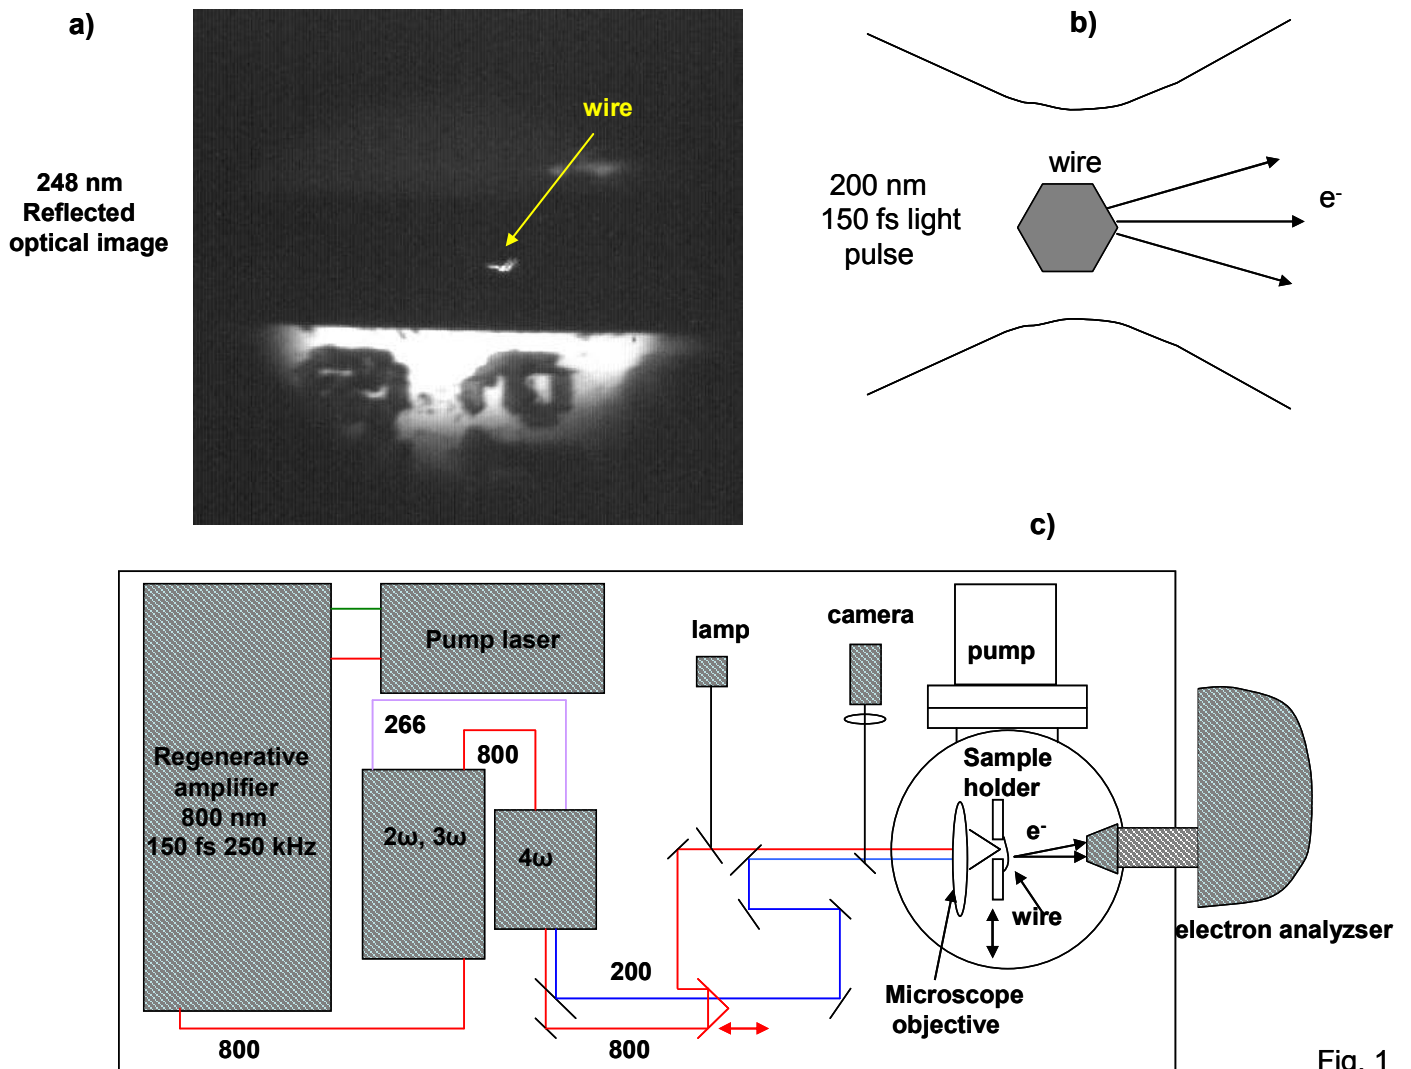 a)
wire
248 nm
Reflected
optical image
b)
wire
200 nm
150 fs light
pulse
e-
c)
Regenerative
amplifier
800 nm
150 fs 250 kHz
Pump laser
266
800
2ω, 3ω
4ω
800
200
800
lamp
camera
pump
Sample
holder
e-
wire
Microscope
objective
electron analyzser
Fig. 1